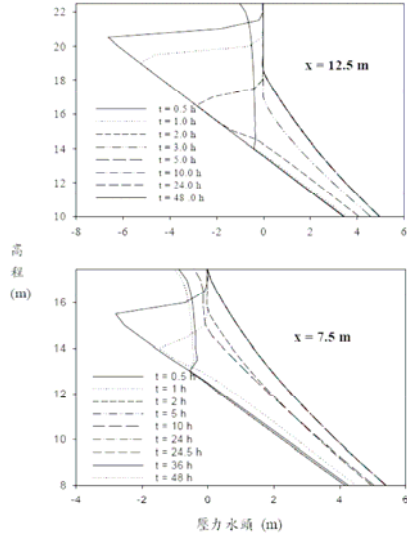 22
20
18
16
14
12
10
x = 12.5 m
t = 0.5 h
t = 1.0 h
t = 2.0 h
t = 3.0 h
t = 5.0 h
t = 10.0 h
t = 24.0 h
t = 48 .0 h
-8 -6 -4 -2 0 2 4 6
高
程
(m)
16
14
12
10
8
x = 7.5 m
t = 0.5 h
t = 1 h
t = 2 h
t = 5 h
t = 10 h
t = 24 h
t = 24.5 h
t = 36 h
t = 48 h
-4 -2 0 2 4 6
壓力水頭 (m)